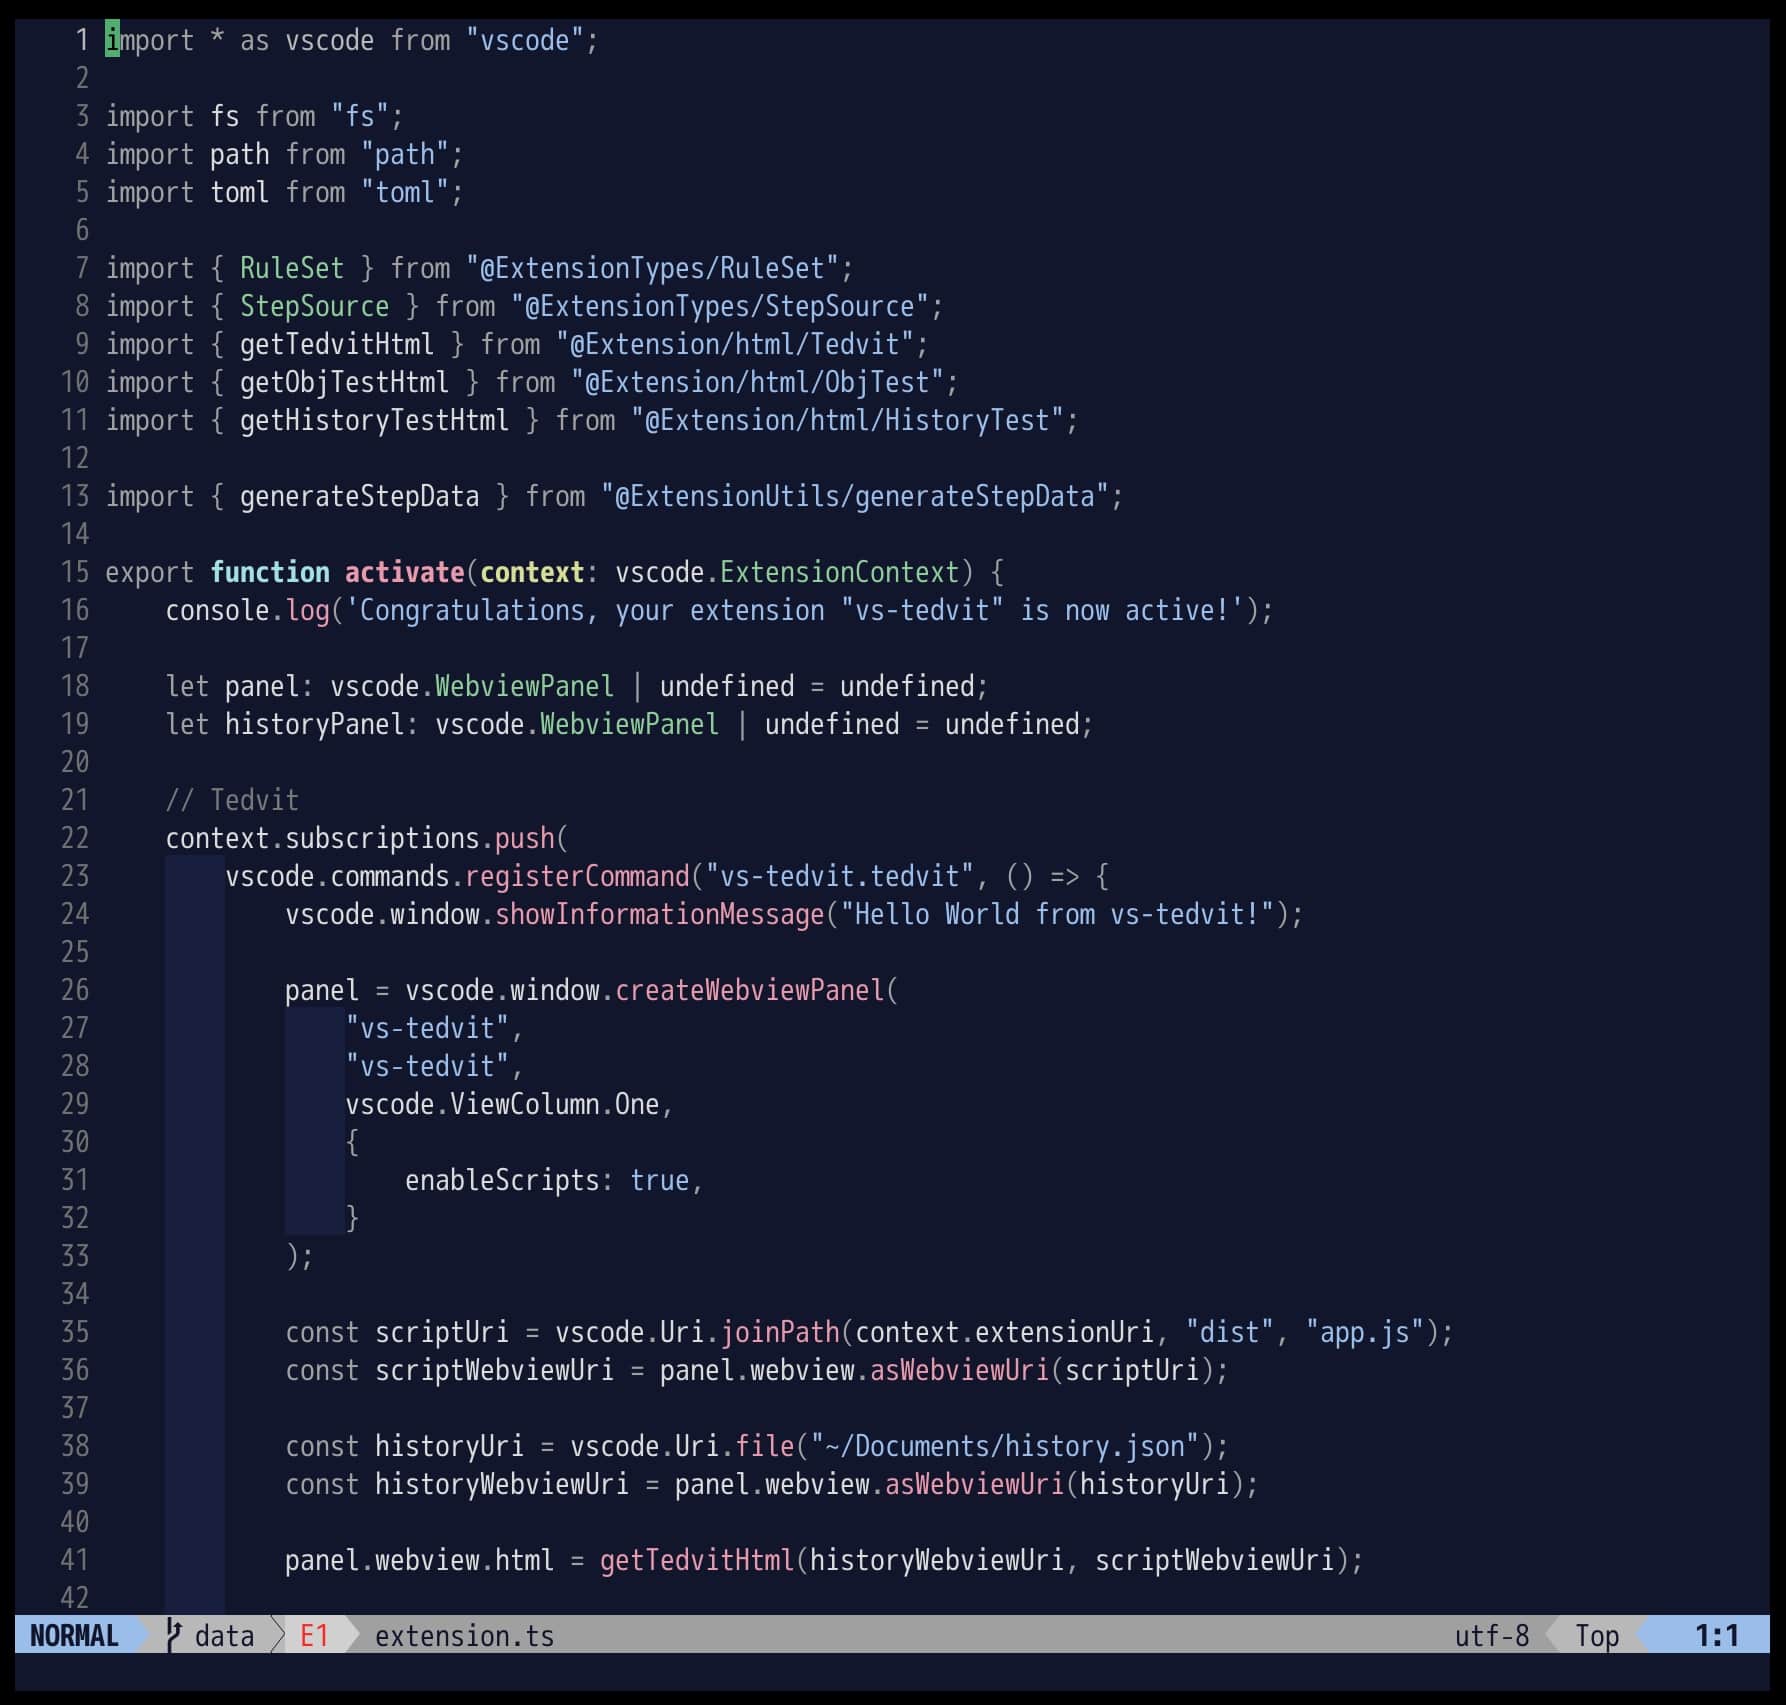 1 import * as vscode from "vscode";
2
3 import fs from "fs";
4 import path from "path";
5 import toml from "toml";
6
7 import { RuleSet } from "@ExtensionTypes/RuleSet";
8 import { StepSource } from "@ExtensionTypes/StepSource";
9 import { getTedvitHtml } from "@Extension/html/Tedvit";
10 import { getObjTestHtml } from "@Extension/html/ObjTest";
11 import { getHistoryTestHtml } from "@Extension/html/HistoryTest";
12
13 import { generateStepData } from "@ExtensionUtils/generateStepData";
14
15 export function activate(context: vscode.ExtensionContext) {
16     console.log('Congratulations, your extension "vs-tedvit" is now active!');
17
18     let panel: vscode.WebviewPanel | undefined = undefined;
19     let historyPanel: vscode.WebviewPanel | undefined = undefined;
20
21     // Tedvit
22     context.subscriptions.push(
23         vscode.commands.registerCommand("vs-tedvit.tedvit", () => {
24             vscode.window.showInformationMessage("Hello World from vs-tedvit!");
25
26             panel = vscode.window.createWebviewPanel(
27                 "vs-tedvit",
28                 "vs-tedvit",
29                 vscode.ViewColumn.One,
30                 {
31                     enableScripts: true,
32                 }
33             );
34
35             const scriptUri = vscode.Uri.joinPath(context.extensionUri, "dist", "app.js");
36             const scriptWebviewUri = panel.webview.asWebviewUri(scriptUri);
37
38             const historyUri = vscode.Uri.file("~/Documents/history.json");
39             const historyWebviewUri = panel.webview.asWebviewUri(historyUri);
40
41             panel.webview.html = getTedvitHtml(historyWebviewUri, scriptWebviewUri);
42
NORMAL data E1 extension.ts utf-8 Top 1:1